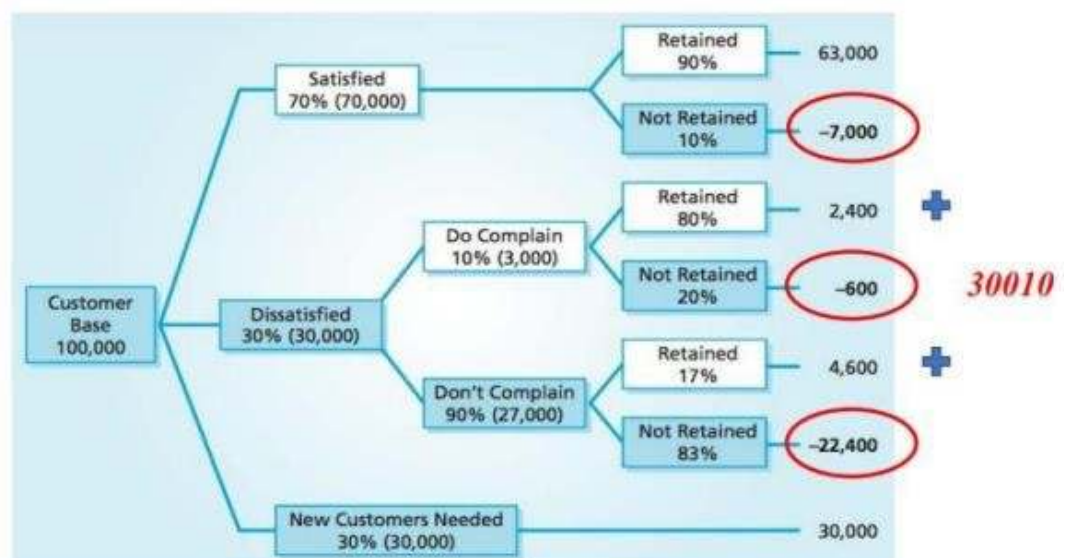 Retained
90%
63,000
Satisfied
70% (70,000)
Not Retained
10%
–7,000
Retained
80%
2,400
Do Complain
10% (3,000)
Not Retained
20%
–600
30010
Customer
Base
100,000
Dissatisfied
30% (30,000)
Retained
17%
4,600
Don't Complain
90% (27,000)
Not Retained
83%
–22,400
New Customers Needed
30% (30,000)
30,000